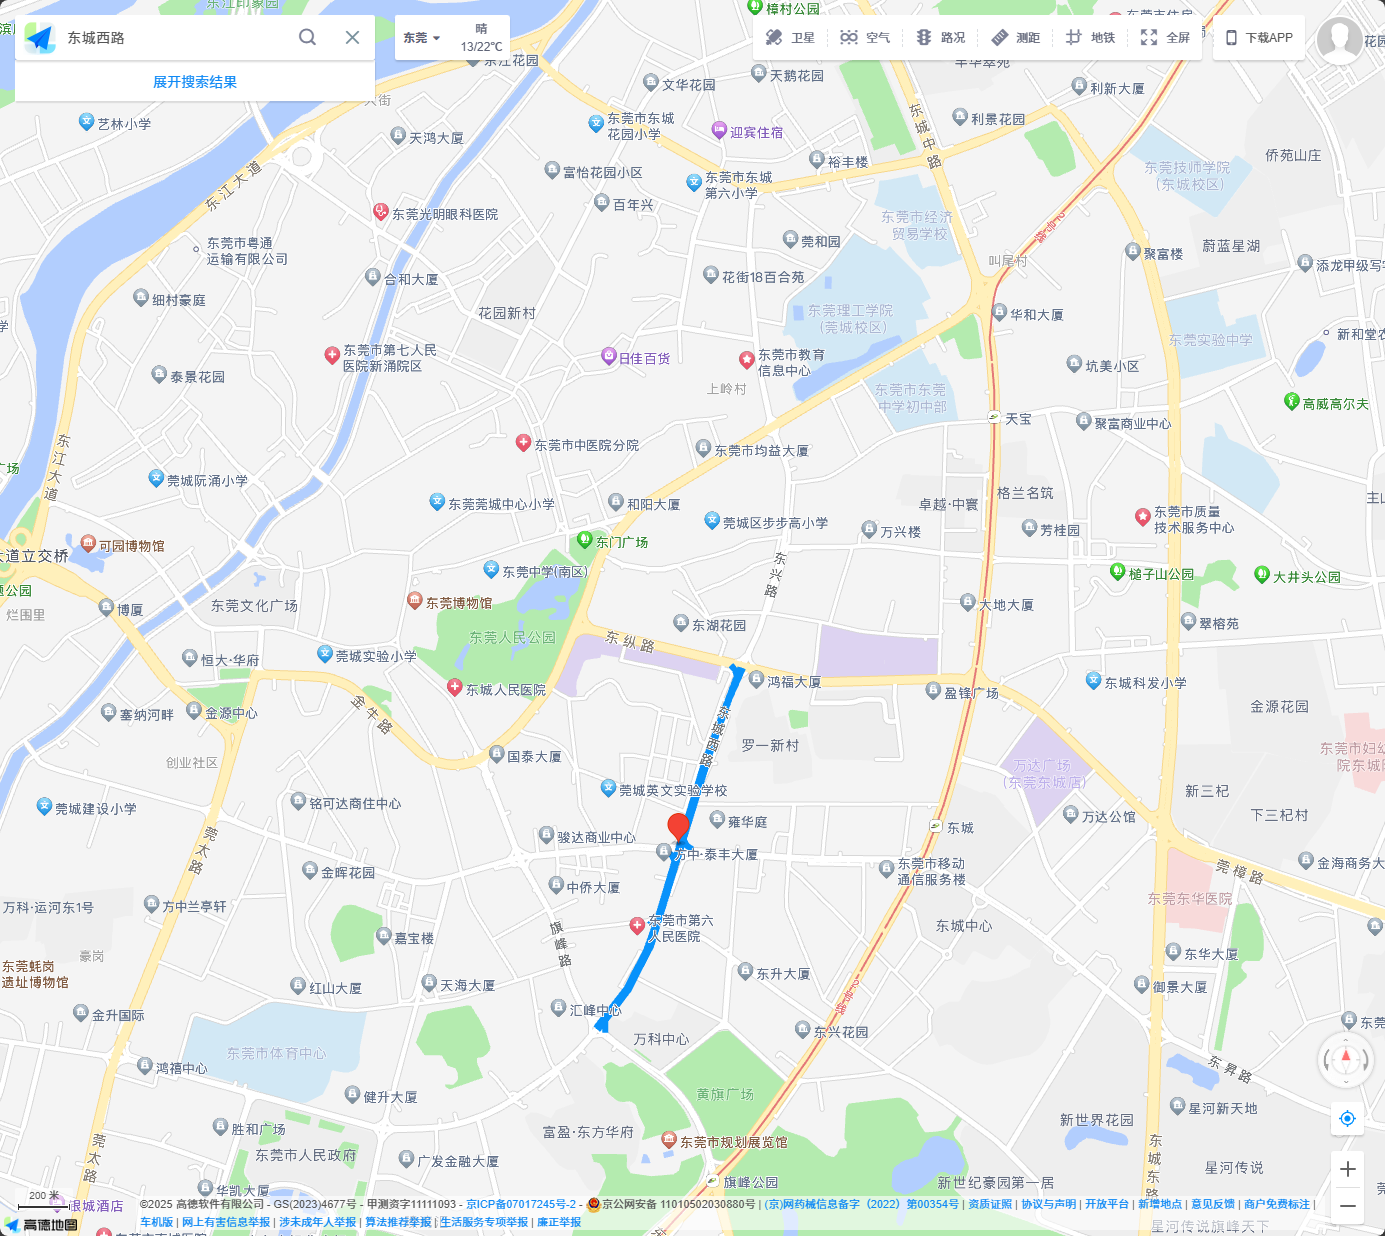 东江印象园
樟村公园
东莞市住房
东城西路
东莞
晴
13/22℃
卫星
空气
路况
测距
地铁
全屏
下载APP
展开搜索结果
东江花园
丰华翠苑
文华花园
天鹅花园
利新大厦
艺林小学
天鸿大厦
东莞市东城
花园小学
迎宾住宿
东城中路
利景花园
侨苑山庄
东江大道
富怡花园小区
裕丰楼
东莞技师学院
(东城校区)
东莞市东城
第六小学
百年兴
东莞光明眼科医院
东莞市经济
贸易学校
2号线
东莞市粤通
运输有限公司
莞和园
聚富楼
蔚蓝星湖
叫尾村
添龙甲级写字
合和大厦
花街18百合苑
细村豪庭
花园新村
东莞理工学院
(莞城校区)
华和大厦
新和堂农
东莞实验中学
东莞市第七人民
医院新涌院区
日佳百货
东莞市教育
信息中心
坑美小区
泰景花园
上岭村
东莞市东莞
中学初中部
高威高尔夫
天宝
聚富商业中心
东江大道
东莞市中医院分院
东莞市均益大厦
广场
莞城阮涌小学
东莞莞城中心小学
和阳大厦
卓越·中寰
格兰名筑
主山
莞城区步步高小学
万兴楼
芳桂园
东莞市质量
技术服务中心
可园博物馆
大道立交桥
东门广场
东莞中学(南区)
东兴路
槌子山公园
大井头公园
公园
博厦
烂围里
东莞文化广场
东莞博物馆
大地大厦
东湖花园
翠榕苑
东莞人民公园
东纵路
恒大·华府
莞城实验小学
东城人民医院
鸿福大厦
盈锋广场
东城科发小学
塞纳河畔
金源中心
金牛路
东城西路
金源花园
罗一新村
国泰大厦
创业社区
东莞市妇幼
院东城
万达广场
(东莞东城店)
莞城英文实验学校
新三杞
莞城建设小学
铭可达商住中心
雍华庭
万达公馆
下三杞村
骏达商业中心
东城
莞太路
方中·泰丰大厦
东莞市移动
通信服务楼
金海商务大
金晖花园
中侨大厦
莞樟路
万科·运河东1号
方中兰亭轩
东莞东华医院
东莞市第六
人民医院
旗峰路
东城中心
嘉宝楼
豪岗
东莞蚝岗
遗址博物馆
东华大厦
东升大厦
红山大厦
天海大厦
御景大厦
2号线
金升国际
汇峰中心
万科中心
东兴花园
东莞
东莞市体育中心
鸿禧中心
东昇路
黄旗广场
健升大厦
星河新天地
新世界花园
胜和广场
富盈·东方华府
东莞市规划展览馆
莞太路
东莞市人民政府
广发金融大厦
东城东路
星河传说
旗峰公园
新世纪豪园第一居
华凯大厦
银城酒店
200 米
高德地图
©2025 高德软件有限公司 - GS(2023)4677号 - 甲测资字11111093 - 京ICP备07017245号-2 - 京公网安备 11010502030880号 | (京)网药械信息备字（2022）第00354号 | 资质证照 | 协议与声明 | 开放平台 | 新增地点 | 意见反馈 | 商户免费标注 |
车机版 | 网上有害信息举报 | 涉未成年人举报 | 算法推荐举报 | 生活服务专项举报 | 廉正举报
星河传说旗峰天下